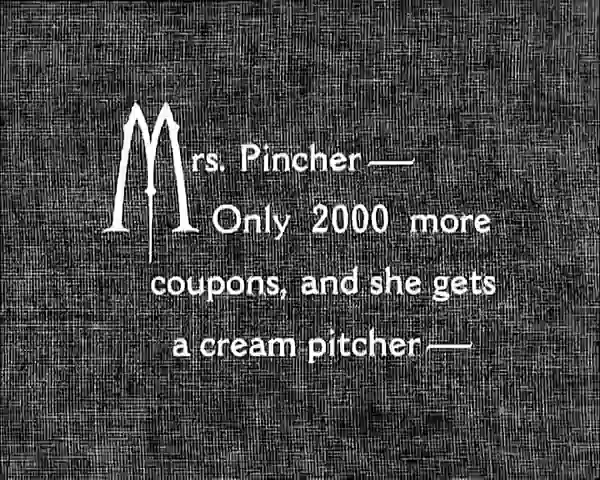 Mrs. Pincher —
Only 2000 more
coupons, and she gets
a cream pitcher —